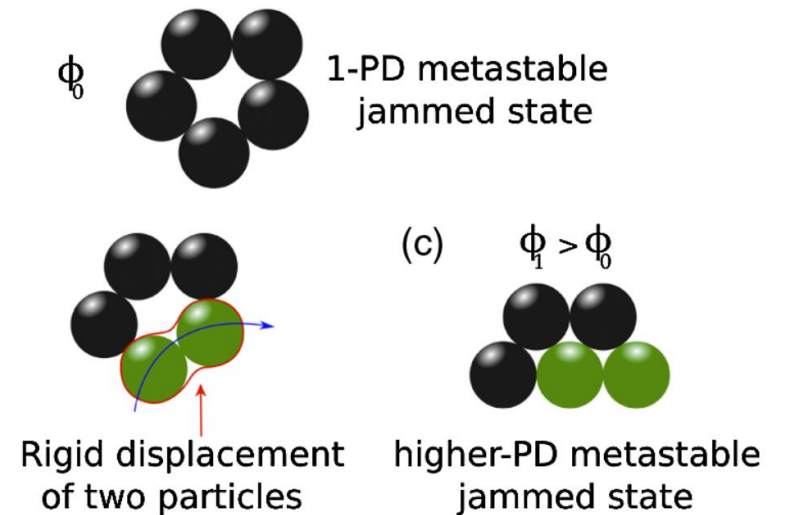 ϕ0
1-PD metastable
jammed state
(c)
ϕ1 > ϕ0
Rigid displacement
of two particles
higher-PD metastable
jammed state